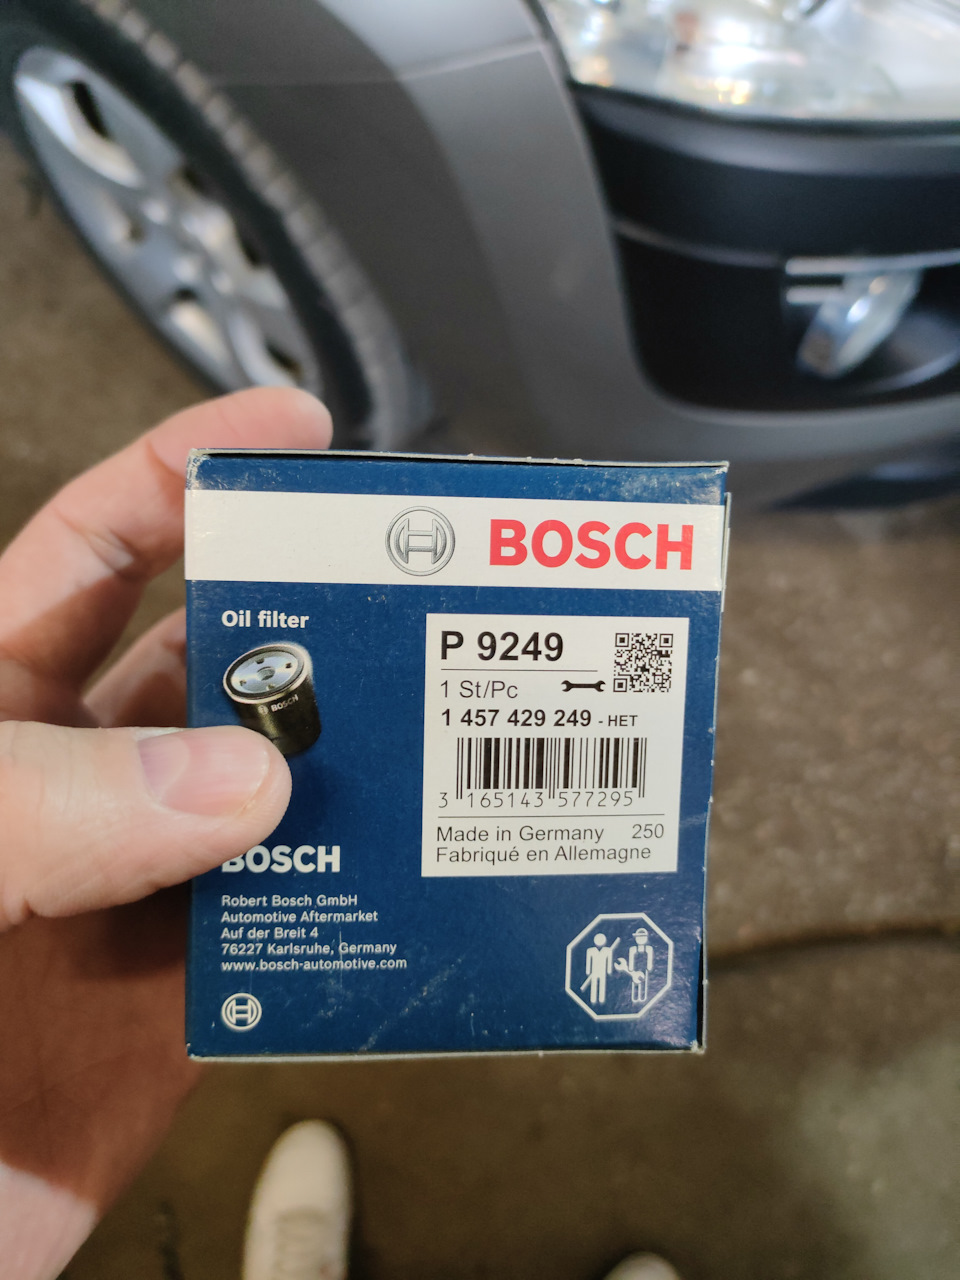 BOSCH
Oil filter
BOSCH
P 9249
1 St/Pc
1 457 429 249 - HET
3 165143 577295
Made in Germany 250
Fabriqué en Allemagne
BOSCH
Robert Bosch GmbH
Automotive Aftermarket
Auf der Breit 4
76227 Karlsruhe, Germany
www.bosch-automotive.com